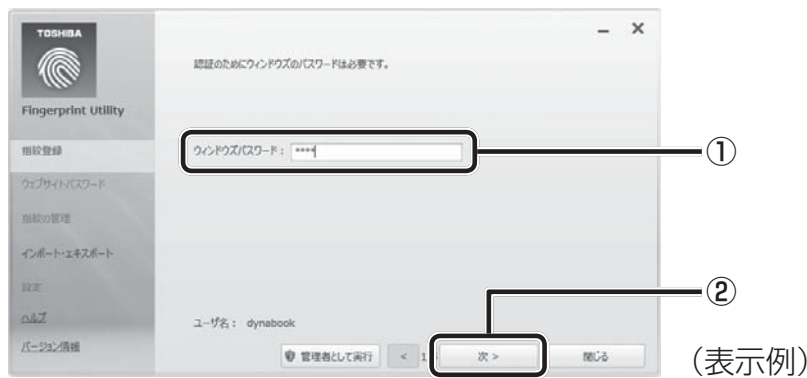 TOSHIBA
Fingerprint Utility
指紋登録
ウェブサイトパスワード
指紋の管理
インポート・エキスポート
設定
ヘルプ
バージョン情報
認証のためにウィンドウズのパスワードは必要です。
ウィンドウズパスワード： ****
①
ユーザ名： dynabook
管理者として実行
< 1
次 >
閉じる
②
（表示例）